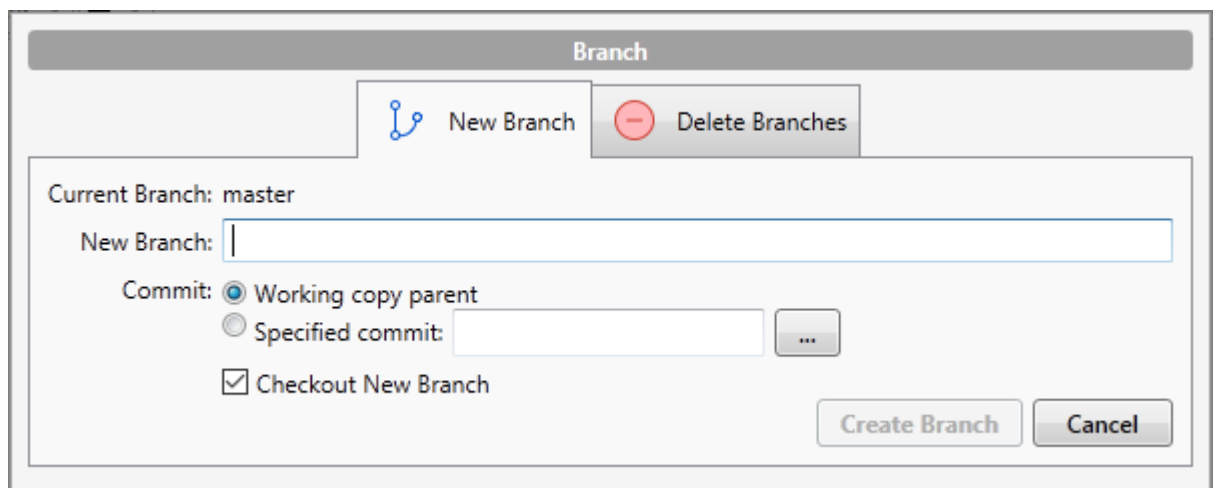 Branch
New Branch Delete Branches
Current Branch: master
New Branch:
Commit: Working copy parent
Specified commit: ...
Checkout New Branch
Create Branch Cancel